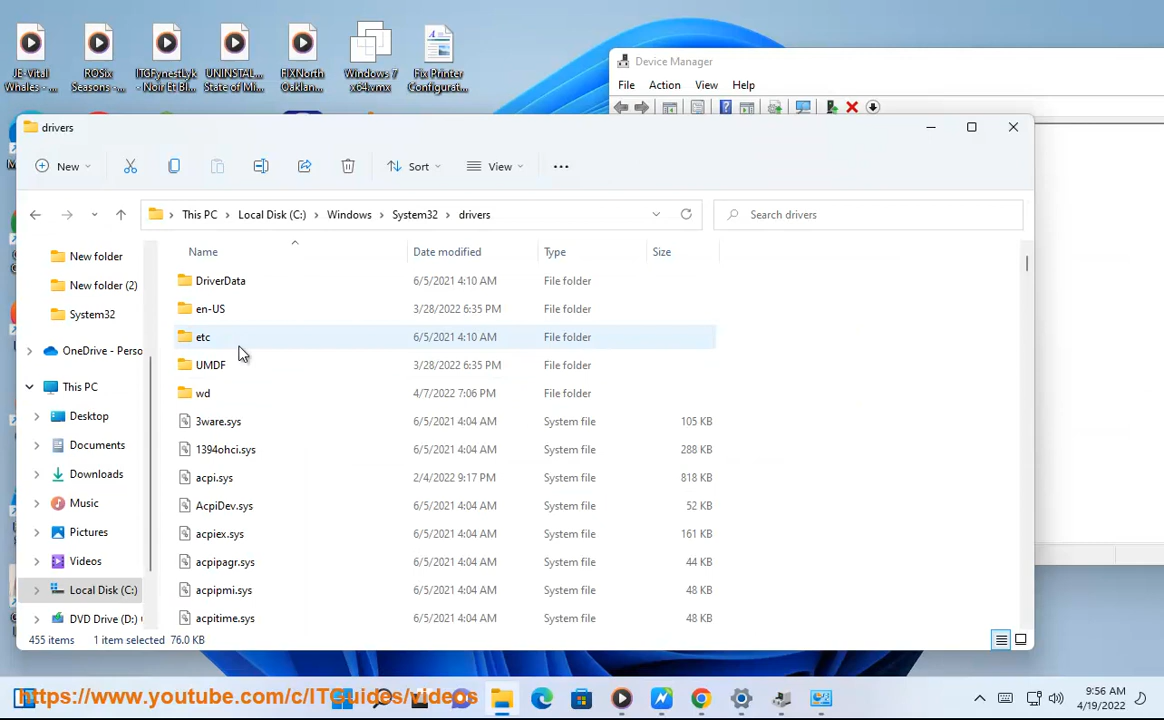 JE-Vital
Whales - ...
ROSix
Seasons -...
ITGFynestLyk
- Noir Et Bl...
UNINSTAL...
State of Mi...
FIXNorth
Oaklan...
Windows 7
x64.vmx
Fix Printer
Configurat...
Device Manager
File Action View Help
drivers
New Sort View ...
This PC > Local Disk (C:) > Windows > System32 > drivers
Search drivers
New folder
New folder (2)
System32
OneDrive - Perso
This PC
Desktop
Documents
Downloads
Music
Pictures
Videos
Local Disk (C:)
DVD Drive (D:)
Name Date modified Type Size
DriverData 6/5/2021 4:10 AM File folder
en-US 3/28/2022 6:35 PM File folder
etc 6/5/2021 4:10 AM File folder
UMDF 3/28/2022 6:35 PM File folder
wd 4/7/2022 7:06 PM File folder
3ware.sys 6/5/2021 4:04 AM System file 105 KB
1394ohci.sys 6/5/2021 4:04 AM System file 288 KB
acpi.sys 2/4/2022 9:17 PM System file 818 KB
AcpiDev.sys 6/5/2021 4:04 AM System file 52 KB
acpiex.sys 6/5/2021 4:04 AM System file 161 KB
acpipagr.sys 6/5/2021 4:04 AM System file 44 KB
acpipmi.sys 6/5/2021 4:04 AM System file 48 KB
acpitime.sys 6/5/2021 4:04 AM System file 48 KB
455 items 1 item selected 76.0 KB
https://www.youtube.com/c/ITGuides/videos
9:56 AM
4/19/2022